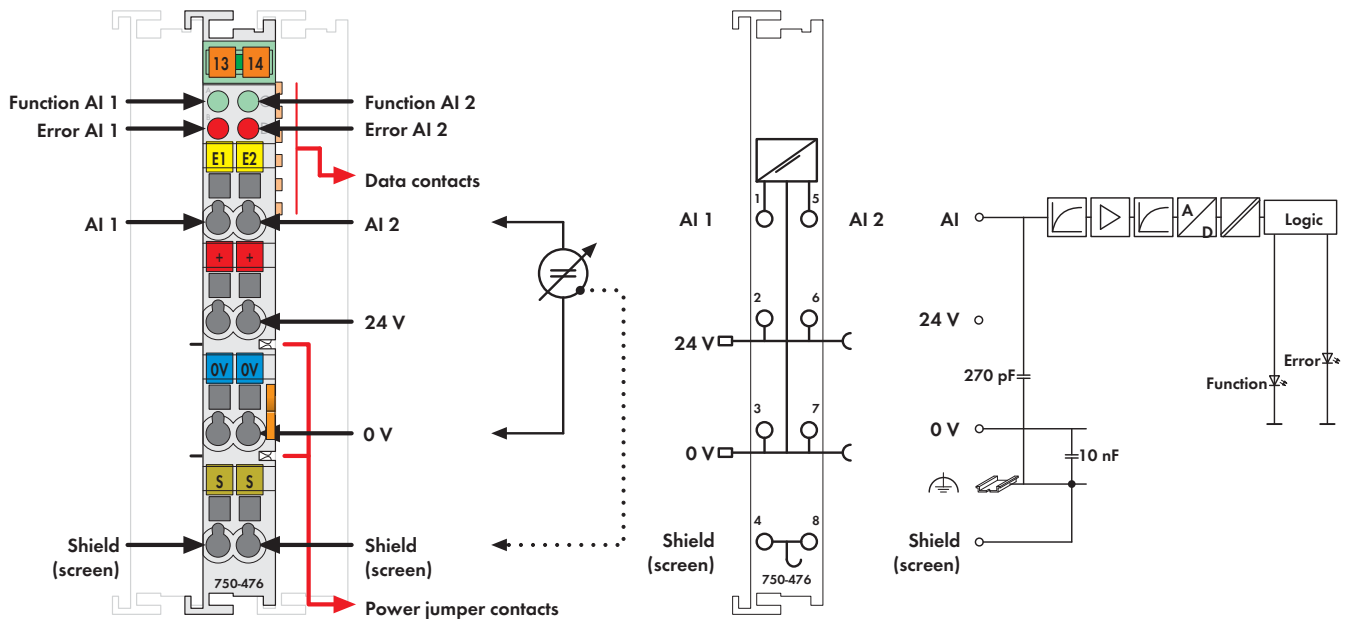 13 14
Function AI 1
Function AI 2
Error AI 1
Error AI 2
E1 E2
Data contacts
AI 1
AI 2
+ +
24 V
0V 0V
0 V
S S
Shield
(screen)
Shield
(screen)
750-476
Power jumper contacts
1 5
AI 1
AI 2
2 6
24 V
3 7
0 V
4 8
Shield
(screen)
750-476
AI
A
D
Logic
24 V
270 pF
Error
Function
0 V
10 nF
Shield
(screen)